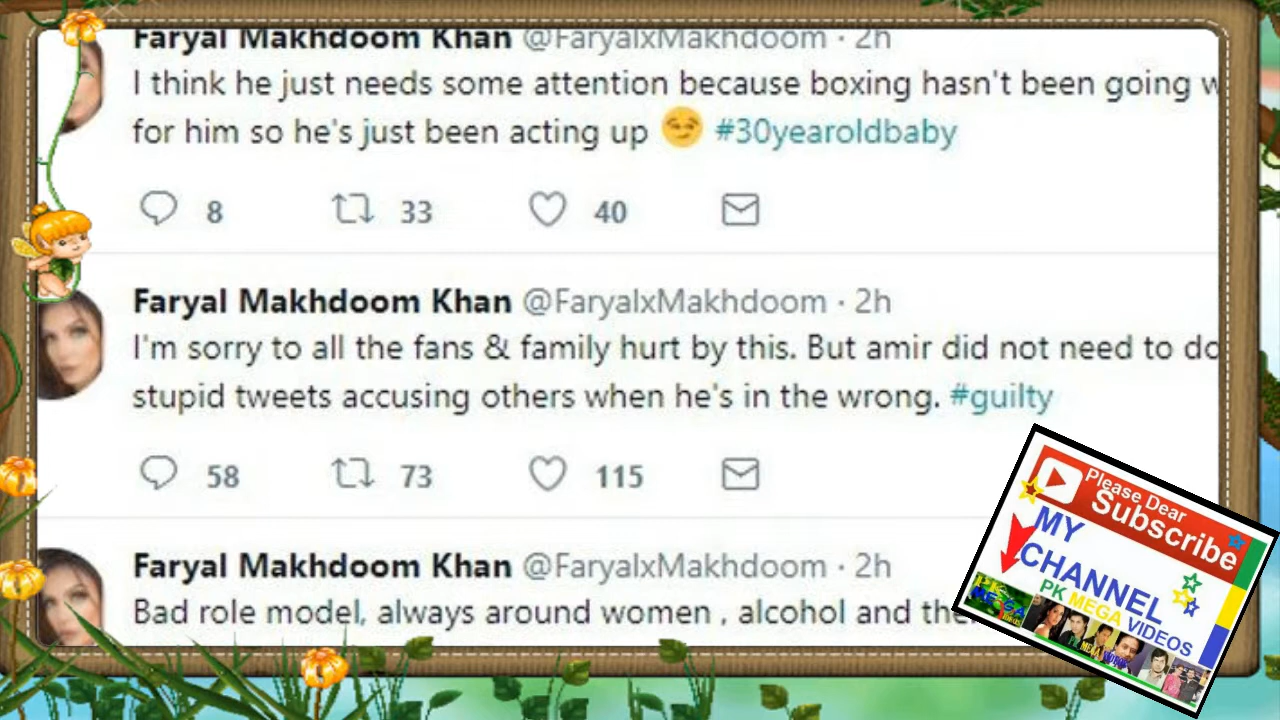 Faryal Makhdoom Khan @FaryalxMakhdoom · 2h
I think he just needs some attention because boxing hasn't been going w
for him so he's just been acting up 😏 #30yearoldbaby
8 33 40
Faryal Makhdoom Khan @FaryalxMakhdoom · 2h
I'm sorry to all the fans & family hurt by this. But amir did not need to do
stupid tweets accusing others when he's in the wrong. #guilty
58 73 115
Faryal Makhdoom Khan @FaryalxMakhdoom · 2h
Bad role model, always around women , alcohol and the
Please Dear
Subscribe
MY
CHANNEL
PK MEGA VIDEOS
PK
MEGA